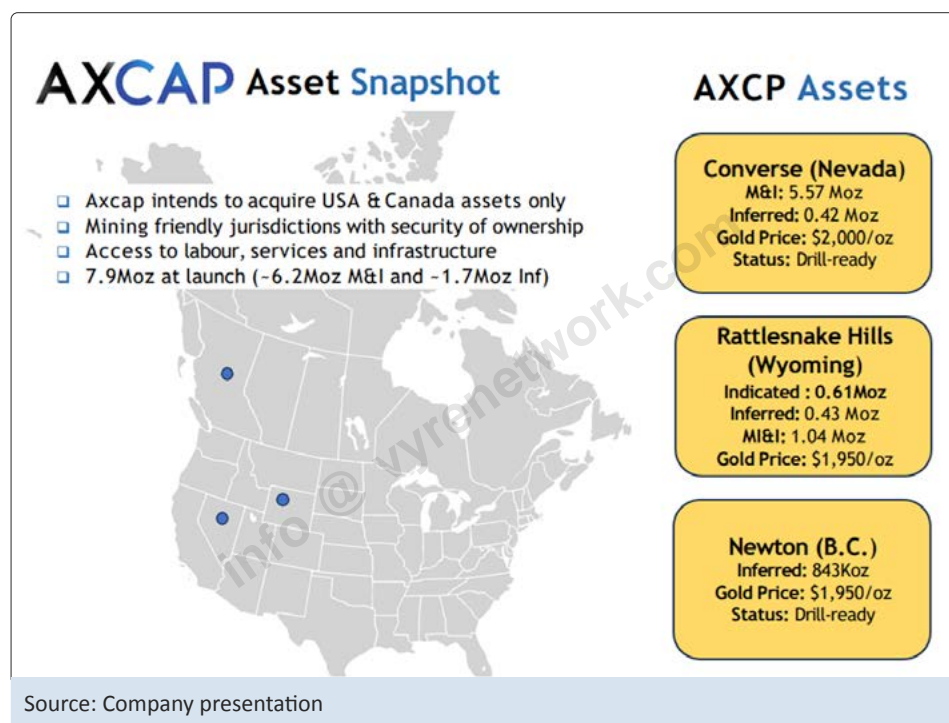 AXCAP Asset Snapshot
Axcap intends to acquire USA & Canada assets only
Mining friendly jurisdictions with security of ownership
Access to labour, services and infrastructure
7.9Moz at launch (~6.2Moz M&I and ~1.7Moz Inf)
AXCP Assets
Converse (Nevada)
M&I: 5.57 Moz
Inferred: 0.42 Moz
Gold Price: $2,000/oz
Status: Drill-ready
Rattlesnake Hills
(Wyoming)
Indicated : 0.61Moz
Inferred: 0.43 Moz
MI&I: 1.04 Moz
Gold Price: $1,950/oz
Newton (B.C.)
Inferred: 843Koz
Gold Price: $1,950/oz
Status: Drill-ready
info @ vyrenetwork.com
Source: Company presentation